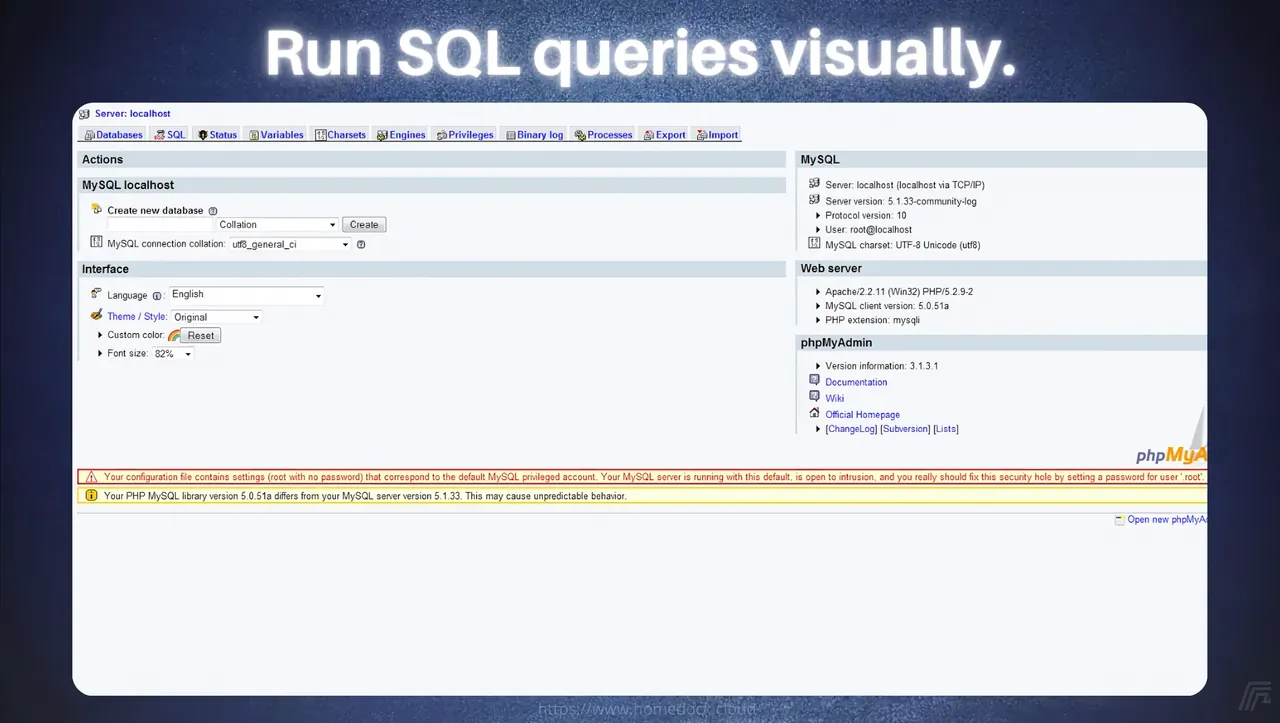 Run SQL queries visually.
Server: localhost
Databases SQL Status Variables Charsets Engines Privileges Binary log Processes Export Import
Actions
MySQL localhost
Create new database
Collation Create
MySQL connection collation: utf8_general_ci
Interface
Language : English
Theme / Style: Original
Custom color: Reset
Font size: 82%
MySQL
Server: localhost (localhost via TCP/IP)
Server version: 5.1.33-community-log
Protocol version: 10
User: root@localhost
MySQL charset: UTF-8 Unicode (utf8)
Web server
Apache/2.2.11 (Win32) PHP/5.2.9-2
MySQL client version: 5.0.51a
PHP extension: mysqli
phpMyAdmin
Version information: 3.1.3.1
Documentation
Wiki
Official Homepage
[ChangeLog] [Subversion] [Lists]
phpMyA
Your configuration file contains settings (root with no password) that correspond to the default MySQL privileged account. Your MySQL server is running with this default, is open to intrusion, and you really should fix this security hole by setting a password for user 'root'.
Your PHP MySQL library version 5.0.51a differs from your MySQL server version 5.1.33. This may cause unpredictable behavior.
Open new phpMyAd
https://www.homedock.cloud